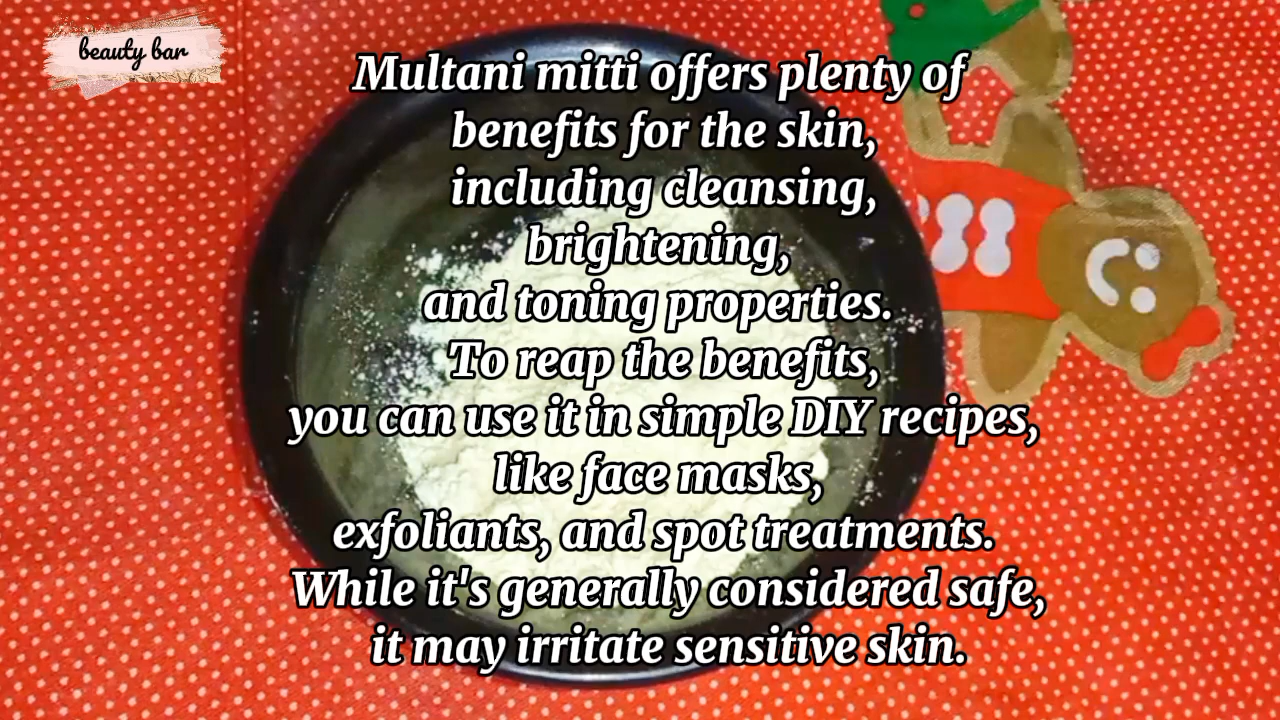 beauty bar
Multani mitti offers plenty of
benefits for the skin,
including cleansing,
brightening,
and toning properties.
To reap the benefits,
you can use it in simple DIY recipes,
like face masks,
exfoliants, and spot treatments.
While it's generally considered safe,
it may irritate sensitive skin.